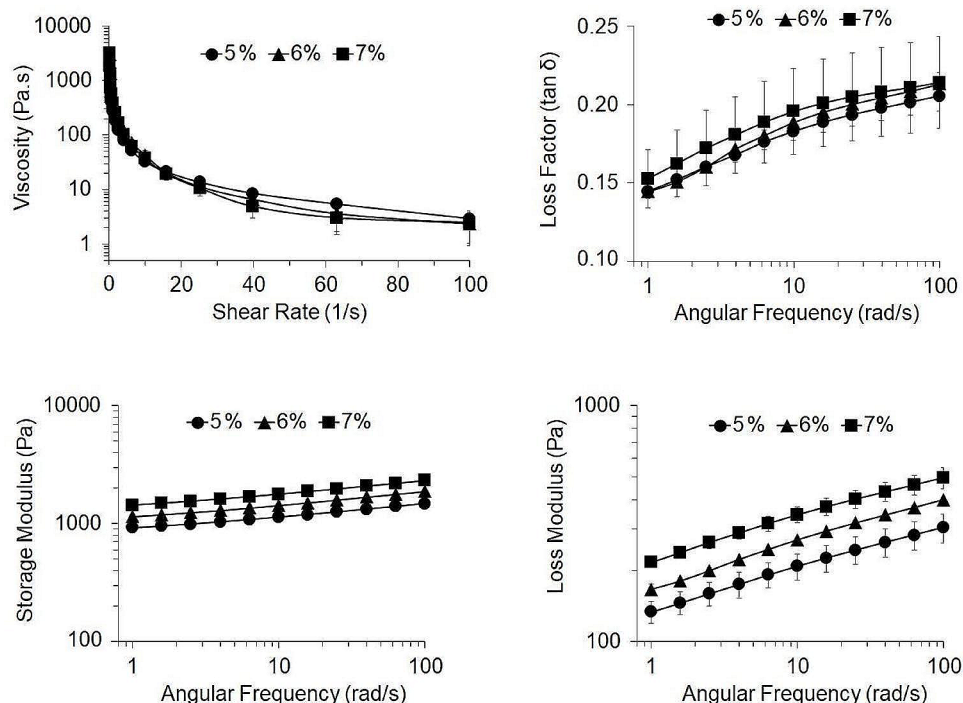 5% 6% 7%
Viscosity (Pa.s)
10000
1000
100
10
1
0 20 40 60 80 100
Shear Rate (1/s)
5% 6% 7%
Loss Factor (tan δ)
0.25
0.20
0.15
0.10
1 10 100
Angular Frequency (rad/s)
5% 6% 7%
Storage Modulus (Pa)
10000
1000
100
1 10 100
Angular Frequency (rad/s)
5% 6% 7%
Loss Modulus (Pa)
1000
100
1 10 100
Angular Frequency (rad/s)